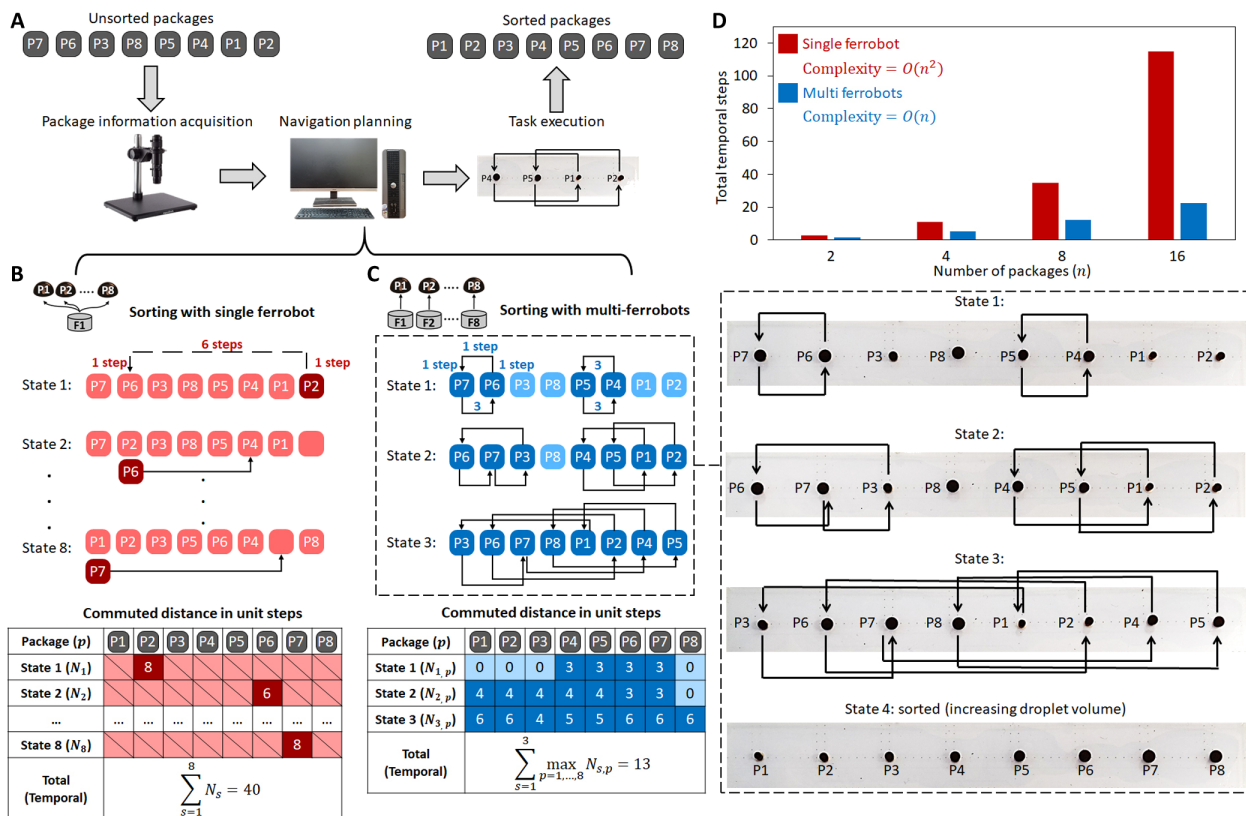 A
Unsorted packages
P7 P6 P3 P8 P5 P4 P1 P2
Sorted packages
P1 P2 P3 P4 P5 P6 P7 P8
Package information acquisition
Navigation planning
Task execution
P4 P5 P1 P2
B
P1 P2 .... P8
F1
Sorting with single ferrobot
1 step
6 steps
1 step
State 1:
P7 P6 P3 P8 P5 P4 P1 P2
State 2:
P7 P2 P3 P8 P5 P4 P1
P6
State 8:
P1 P2 P3 P5 P6 P4 P8
P7
Commuted distance in unit steps
Package (p) P1 P2 P3 P4 P5 P6 P7 P8
State 1 (N₁) 8
State 2 (N₂) 6
... ... ... ... ... ... ... ... ...
State 8 (N₈) 8
Total (Temporal) ∑_{s=1}^{8} N_s = 40
C
P1 P2 .... P8
F1 F2 .... F8
Sorting with multi-ferrobots
1 step
1 step 1 step 3
State 1:
P7 P6 P3 P8 P5 P4 P1 P2
3 3
State 2:
P6 P7 P3 P8 P4 P5 P1 P2
State 3:
P3 P6 P7 P8 P1 P2 P4 P5
Commuted distance in unit steps
Package (p) P1 P2 P3 P4 P5 P6 P7 P8
State 1 (N₁, p) 0 0 0 3 3 3 3 0
State 2 (N₂, p) 4 4 4 4 4 3 3 0
State 3 (N₃, p) 6 6 4 5 5 6 6 6
Total (Temporal) ∑_{s=1}^{3} max_{p=1,...,8} N_{s,p} = 13
D
Total temporal steps
120
100
80
60
40
20
0
Single ferrobot
Complexity = O(n²)
Multi ferrobots
Complexity = O(n)
2 4 8 16
Number of packages (n)
State 1:
P7 P6 P3 P8 P5 P4 P1 P2
State 2
P6 P7 P3 P8 P4 P5 P1 P2
State 3:
P3 P6 P7 P8 P1 P2 P4 P5
State 4: sorted (increasing droplet volume)
P1 P2 P3 P4 P5 P6 P7 P8